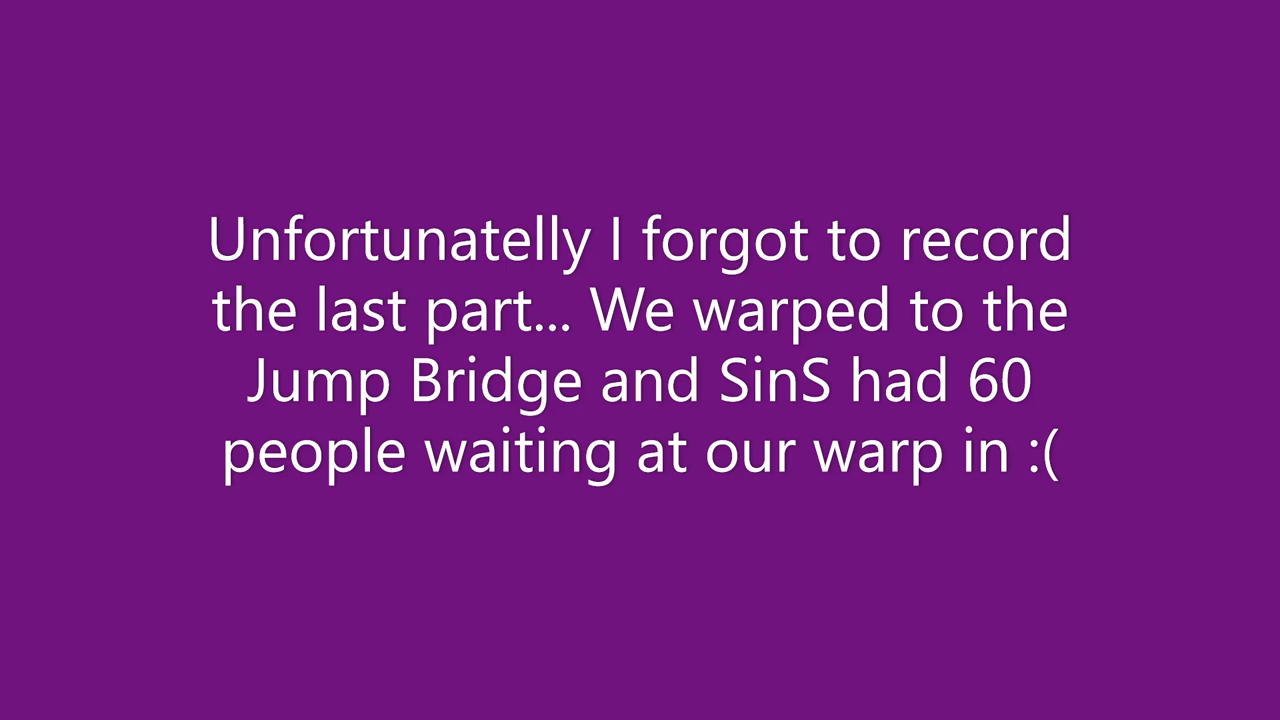 Unfortunatelly I forgot to record
the last part... We warped to the
Jump Bridge and SinS had 60
people waiting at our warp in :(